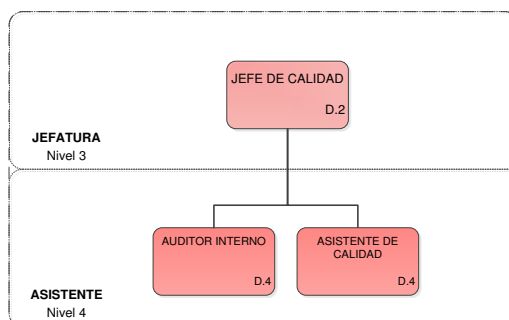 JEFE DE CALIDAD
D.2
JEFATURA
Nivel 3
AUDITOR INTERNO
D.4
ASISTENTE DE
CALIDAD
D.4
ASISTENTE
Nivel 4